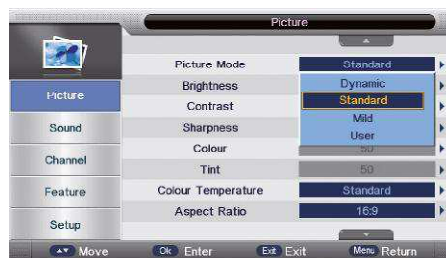 Picture
Picture Mode Standard
Brightness Dynamic
Contrast Standard
Mild
Sharpness User
Colour 50
Tint 50
Colour Temperature Standard
Aspect Ratio 16:9
Picture
Sound
Channel
Feature
Setup
Move Ok Enter Exit Exit Menu Return